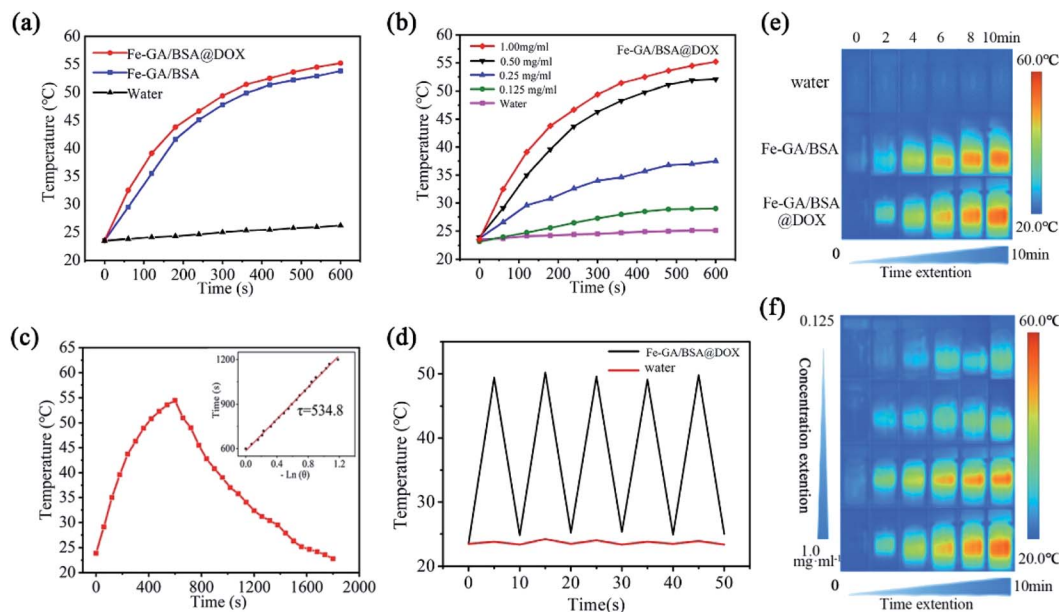 (a)
Temperature (℃)
60
55
50
45
40
35
30
25
20
Fe-GA/BSA@DOX
Fe-GA/BSA
Water
0 100 200 300 400 500 600
Time (s)
(b)
Temperature (℃)
60
55
50
45
40
35
30
25
20
1.00mg/ml
0.50 mg/ml
0.25 mg/ml
0.125 mg/ml
Water
Fe-GA/BSA@DOX
0 100 200 300 400 500 600
Time (s)
(e)
0 2 4 6 8 10min
water
Fe-GA/BSA
Fe-GA/BSA
@DOX
60.0℃
20.0℃
0
Time extention
10min
(c)
Temperature (℃)
65
60
55
50
45
40
35
30
25
20
Time (s)
1200
900
600
τ=534.8
0.0 0.4 0.8 1.2
- Ln (θ)
0 400 800 1200 1600 2000
Time (s)
(d)
Temperature (℃)
50
40
30
20
Fe-GA/BSA@DOX
water
0 10 20 30 40 50
Time(s)
(f)
0.125
Concentration extention
1.0
mg·ml⁻¹
60.0℃
20.0℃
0
Time extention
10min